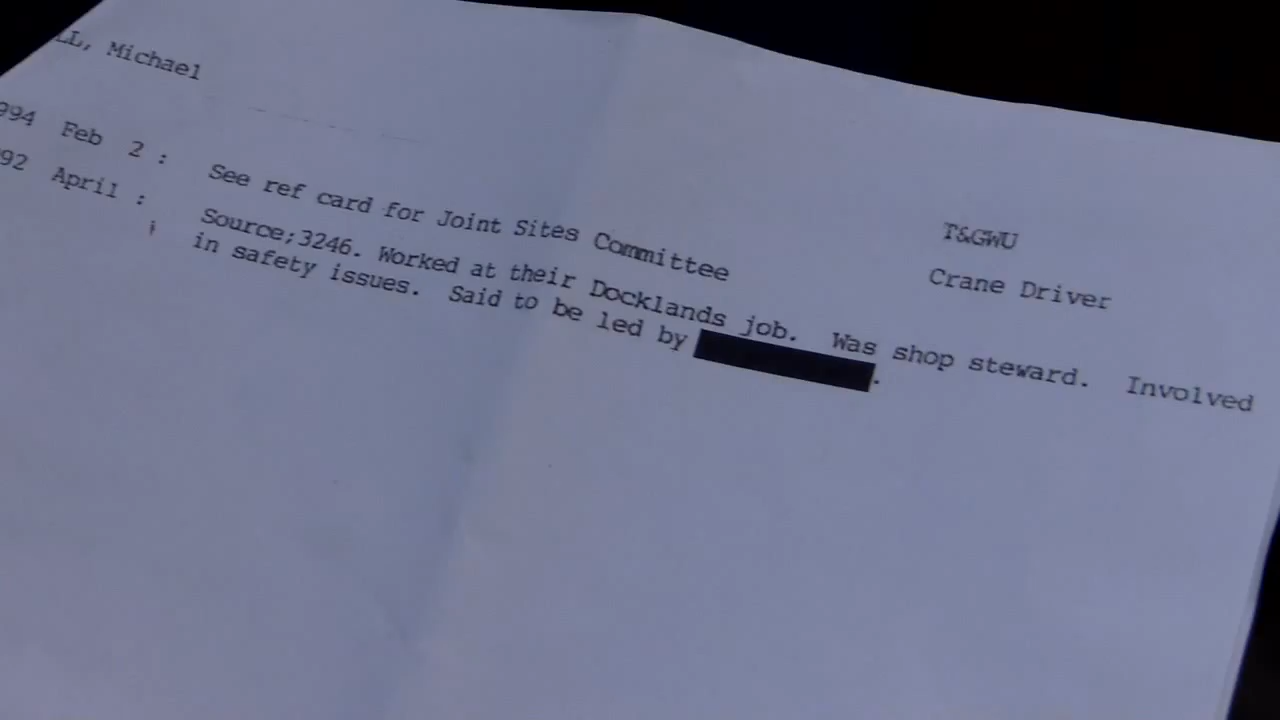 LL, Michael
T&GWU
Crane Driver
994 Feb 2 : See ref card for Joint Sites Committee
92 April : Source;3246. Worked at their Docklands job. Was shop steward. Involved
in safety issues. Said to be led by .